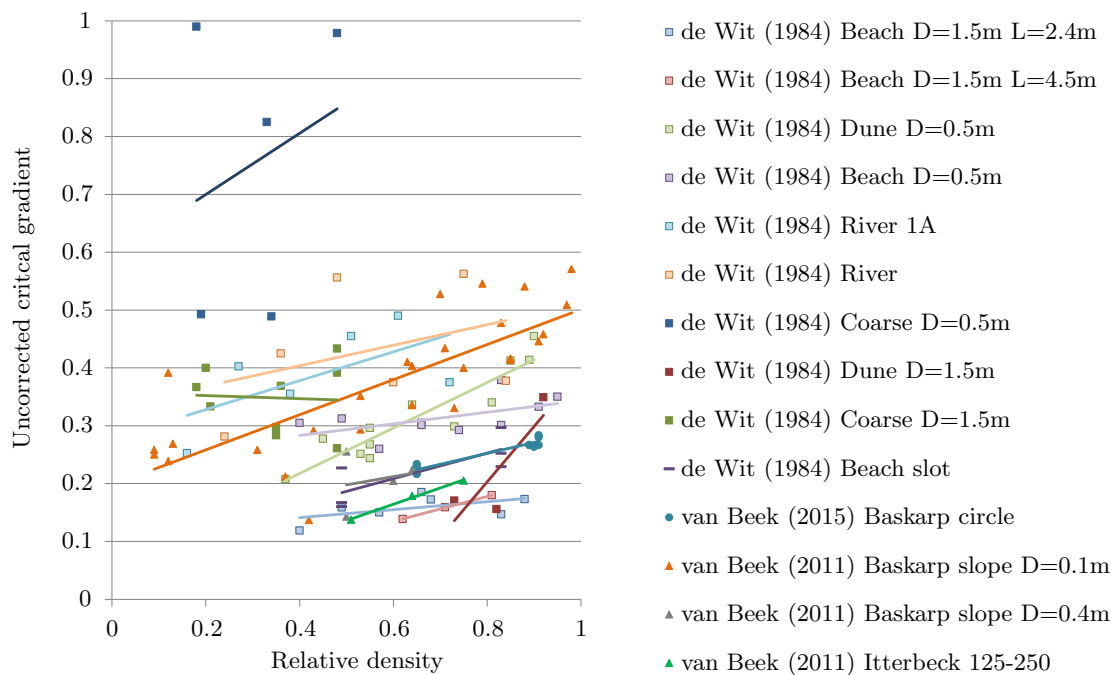 1
0.9
0.8
0.7
0.6
0.5
0.4
0.3
0.2
0.1
0
0
0.2
0.4
0.6
0.8
1
Uncorrected critcal gradient
Relative density
de Wit (1984) Beach D=1.5m L=2.4m
de Wit (1984) Beach D=1.5m L=4.5m
de Wit (1984) Dune D=0.5m
de Wit (1984) Beach D=0.5m
de Wit (1984) River 1A
de Wit (1984) River
de Wit (1984) Coarse D=0.5m
de Wit (1984) Dune D=1.5m
de Wit (1984) Coarse D=1.5m
de Wit (1984) Beach slot
van Beek (2015) Baskarp circle
van Beek (2011) Baskarp slope D=0.1m
van Beek (2011) Baskarp slope D=0.4m
van Beek (2011) Itterbeck 125-250